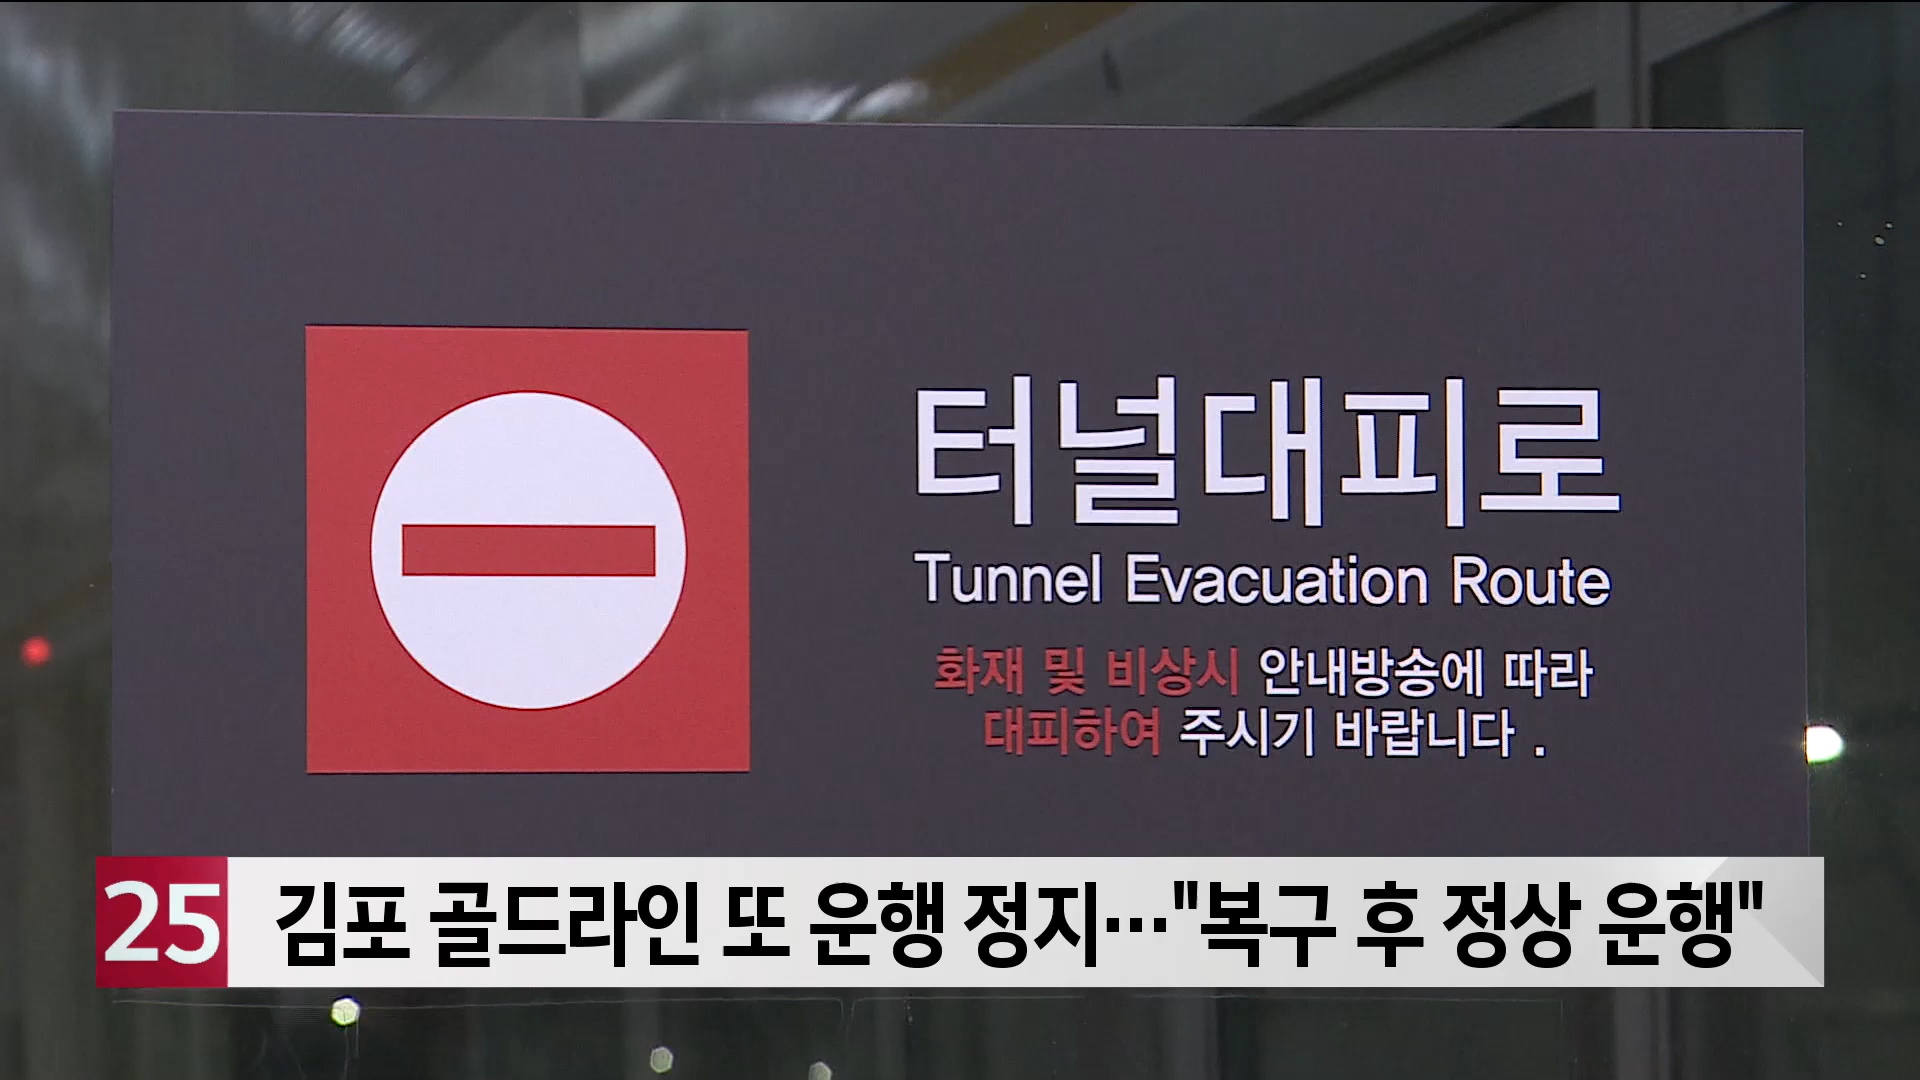 터널대피로
Tunnel Evacuation Route
화재 및 비상시 안내방송에 따라
대피하여 주시기 바랍니다 .
25 김포 골드라인 또 운행 정지…"복구 후 정상 운행"